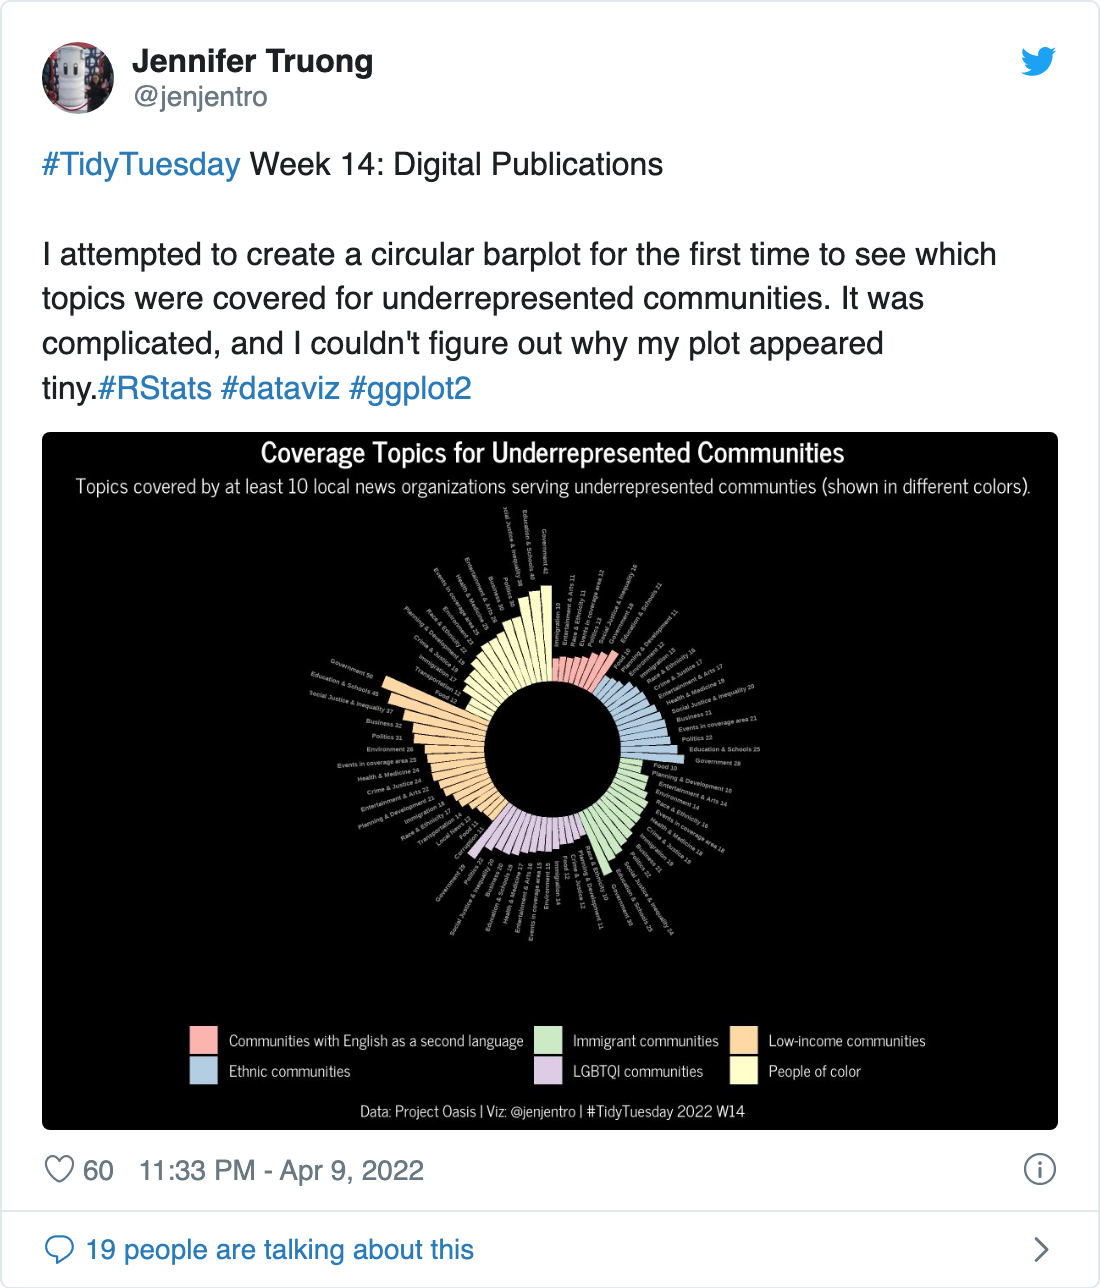 Jennifer Truong
@jenjentro
#TidyTuesday Week 14: Digital Publications
I attempted to create a circular barplot for the first time to see which
topics were covered for underrepresented communities. It was
complicated, and I couldn't figure out why my plot appeared
tiny.#RStats #dataviz #ggplot2
Coverage Topics for Underrepresented Communities
Topics covered by at least 10 local news organizations serving underrepresented communties (shown in different colors).
Immigration 10
Entertainment & Arts 11
Race & Ethnicity 11
Events in coverage area 12
Politics 13
Social Justice & Inequality 16
Government 18
Education & Schools 21
Food 10
Planning & Development 11
Environment 12
Immigration 15
Race & Ethnicity 16
Crime & Justice 17
Entertainment & Arts 17
Health & Medicine 19
Social Justice & Inequality 20
Business 21
Events in coverage area 21
Politics 22
Education & Schools 25
Government 28
Food 10
Planning & Development 10
Entertainment & Arts 14
Environment 14
Race & Ethnicity 16
Events in coverage area 18
Health & Medicine 18
Crime & Justice 18
Immigration 19
Business 21
Politics 22
Social Justice & Inequality 24
Education & Schools 25
Government 30
Race & Ethnicity 10
Planning & Development 11
Crime & Justice 12
Food 12
Immigration 14
Environment 15
Events in coverage area 15
Entertainment & Arts 16
Health & Medicine 17
Education & Schools 19
Business 20
Social Justice & Inequality 20
Politics 22
Government
Corruption 11
Food 11
Local News 12
Transportation 14
Race & Ethnicity 17
Immigration 18
Planning & Development 21
Entertainment & Arts 22
Crime & Justice 24
Health & Medicine 24
Events in coverage area 25
Environment 26
Politics 31
Business 32
Social Justice & Inequality 37
Education & Schools 45
Government 50
Food 12
Transportation 12
Immigration 17
Crime & Justice 18
Planning & Development 19
Race & Ethnicity 22
Environment 23
Events in coverage area 25
Health & Medicine 25
Entertainment & Arts 26
Business 30
Politics 30
Justice & Inequality 38
Education & Schools 40
Government 42
Communities with English as a second language
Immigrant communities
Low-income communities
Ethnic communities
LGBTQI communities
People of color
Data: Project Oasis | Viz: @jenjentro | #TidyTuesday 2022 W14
60 11:33 PM - Apr 9, 2022
19 people are talking about this